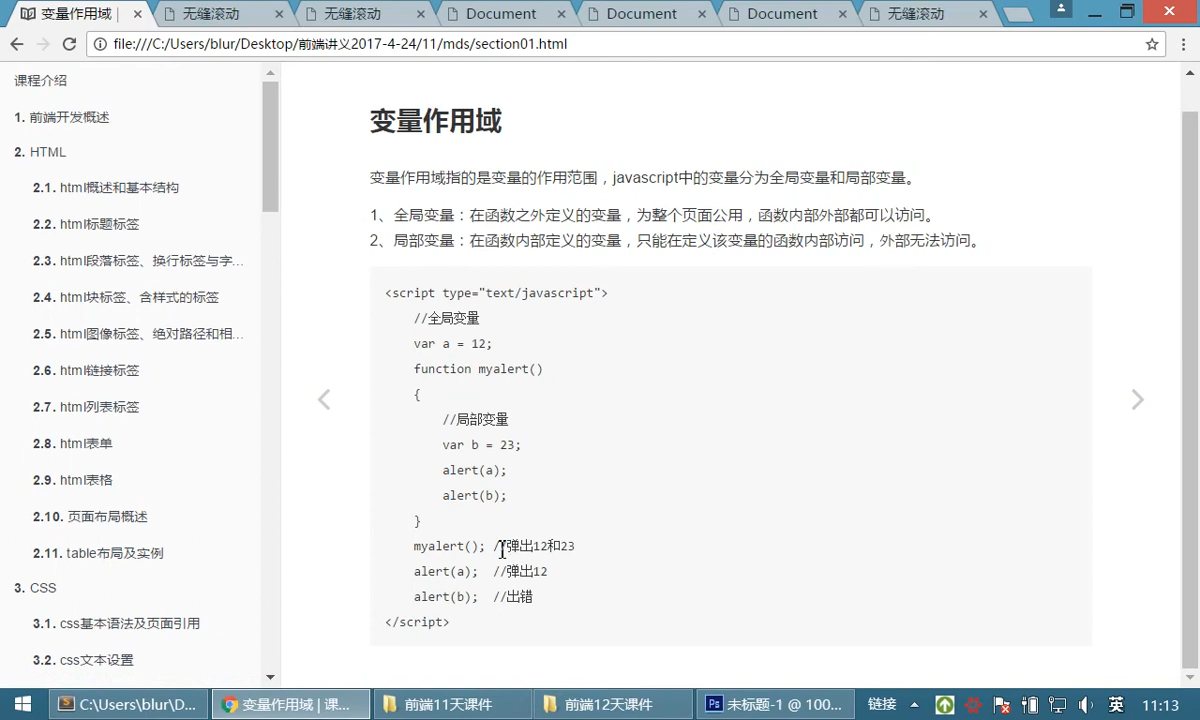 变量作用域
无缝滚动
无缝滚动
Document
Document
Document
无缝滚动
file:///C:/Users/blur/Desktop/前端讲义2017-4-24/11/mds/section01.html
课程介绍
1. 前端开发概述
2. HTML
2.1. html概述和基本结构
2.2. html标题标签
2.3. html段落标签、换行标签与字...
2.4. html块标签、含样式的标签
2.5. html图像标签、绝对路径和相...
2.6. html链接标签
2.7. html列表标签
2.8. html表单
2.9. html表格
2.10. 页面布局概述
2.11. table布局及实例
3. CSS
3.1. css基本语法及页面引用
3.2. css文本设置
变量作用域
变量作用域指的是变量的作用范围，javascript中的变量分为全局变量和局部变量。
1、全局变量：在函数之外定义的变量，为整个页面公用，函数内部外部都可以访问。
2、局部变量：在函数内部定义的变量，只能在定义该变量的函数内部访问，外部无法访问。
<script type="text/javascript">
//全局变量
var a = 12;
function myalert()
{
//局部变量
var b = 23;
alert(a);
alert(b);
}
myalert(); //弹出12和23
alert(a); //弹出12
alert(b); //出错
</script>
C:\Users\blur\D...
变量作用域 | 课...
前端11天课件
前端12天课件
Ps 未标题-1 @ 100...
链接
英
11:13